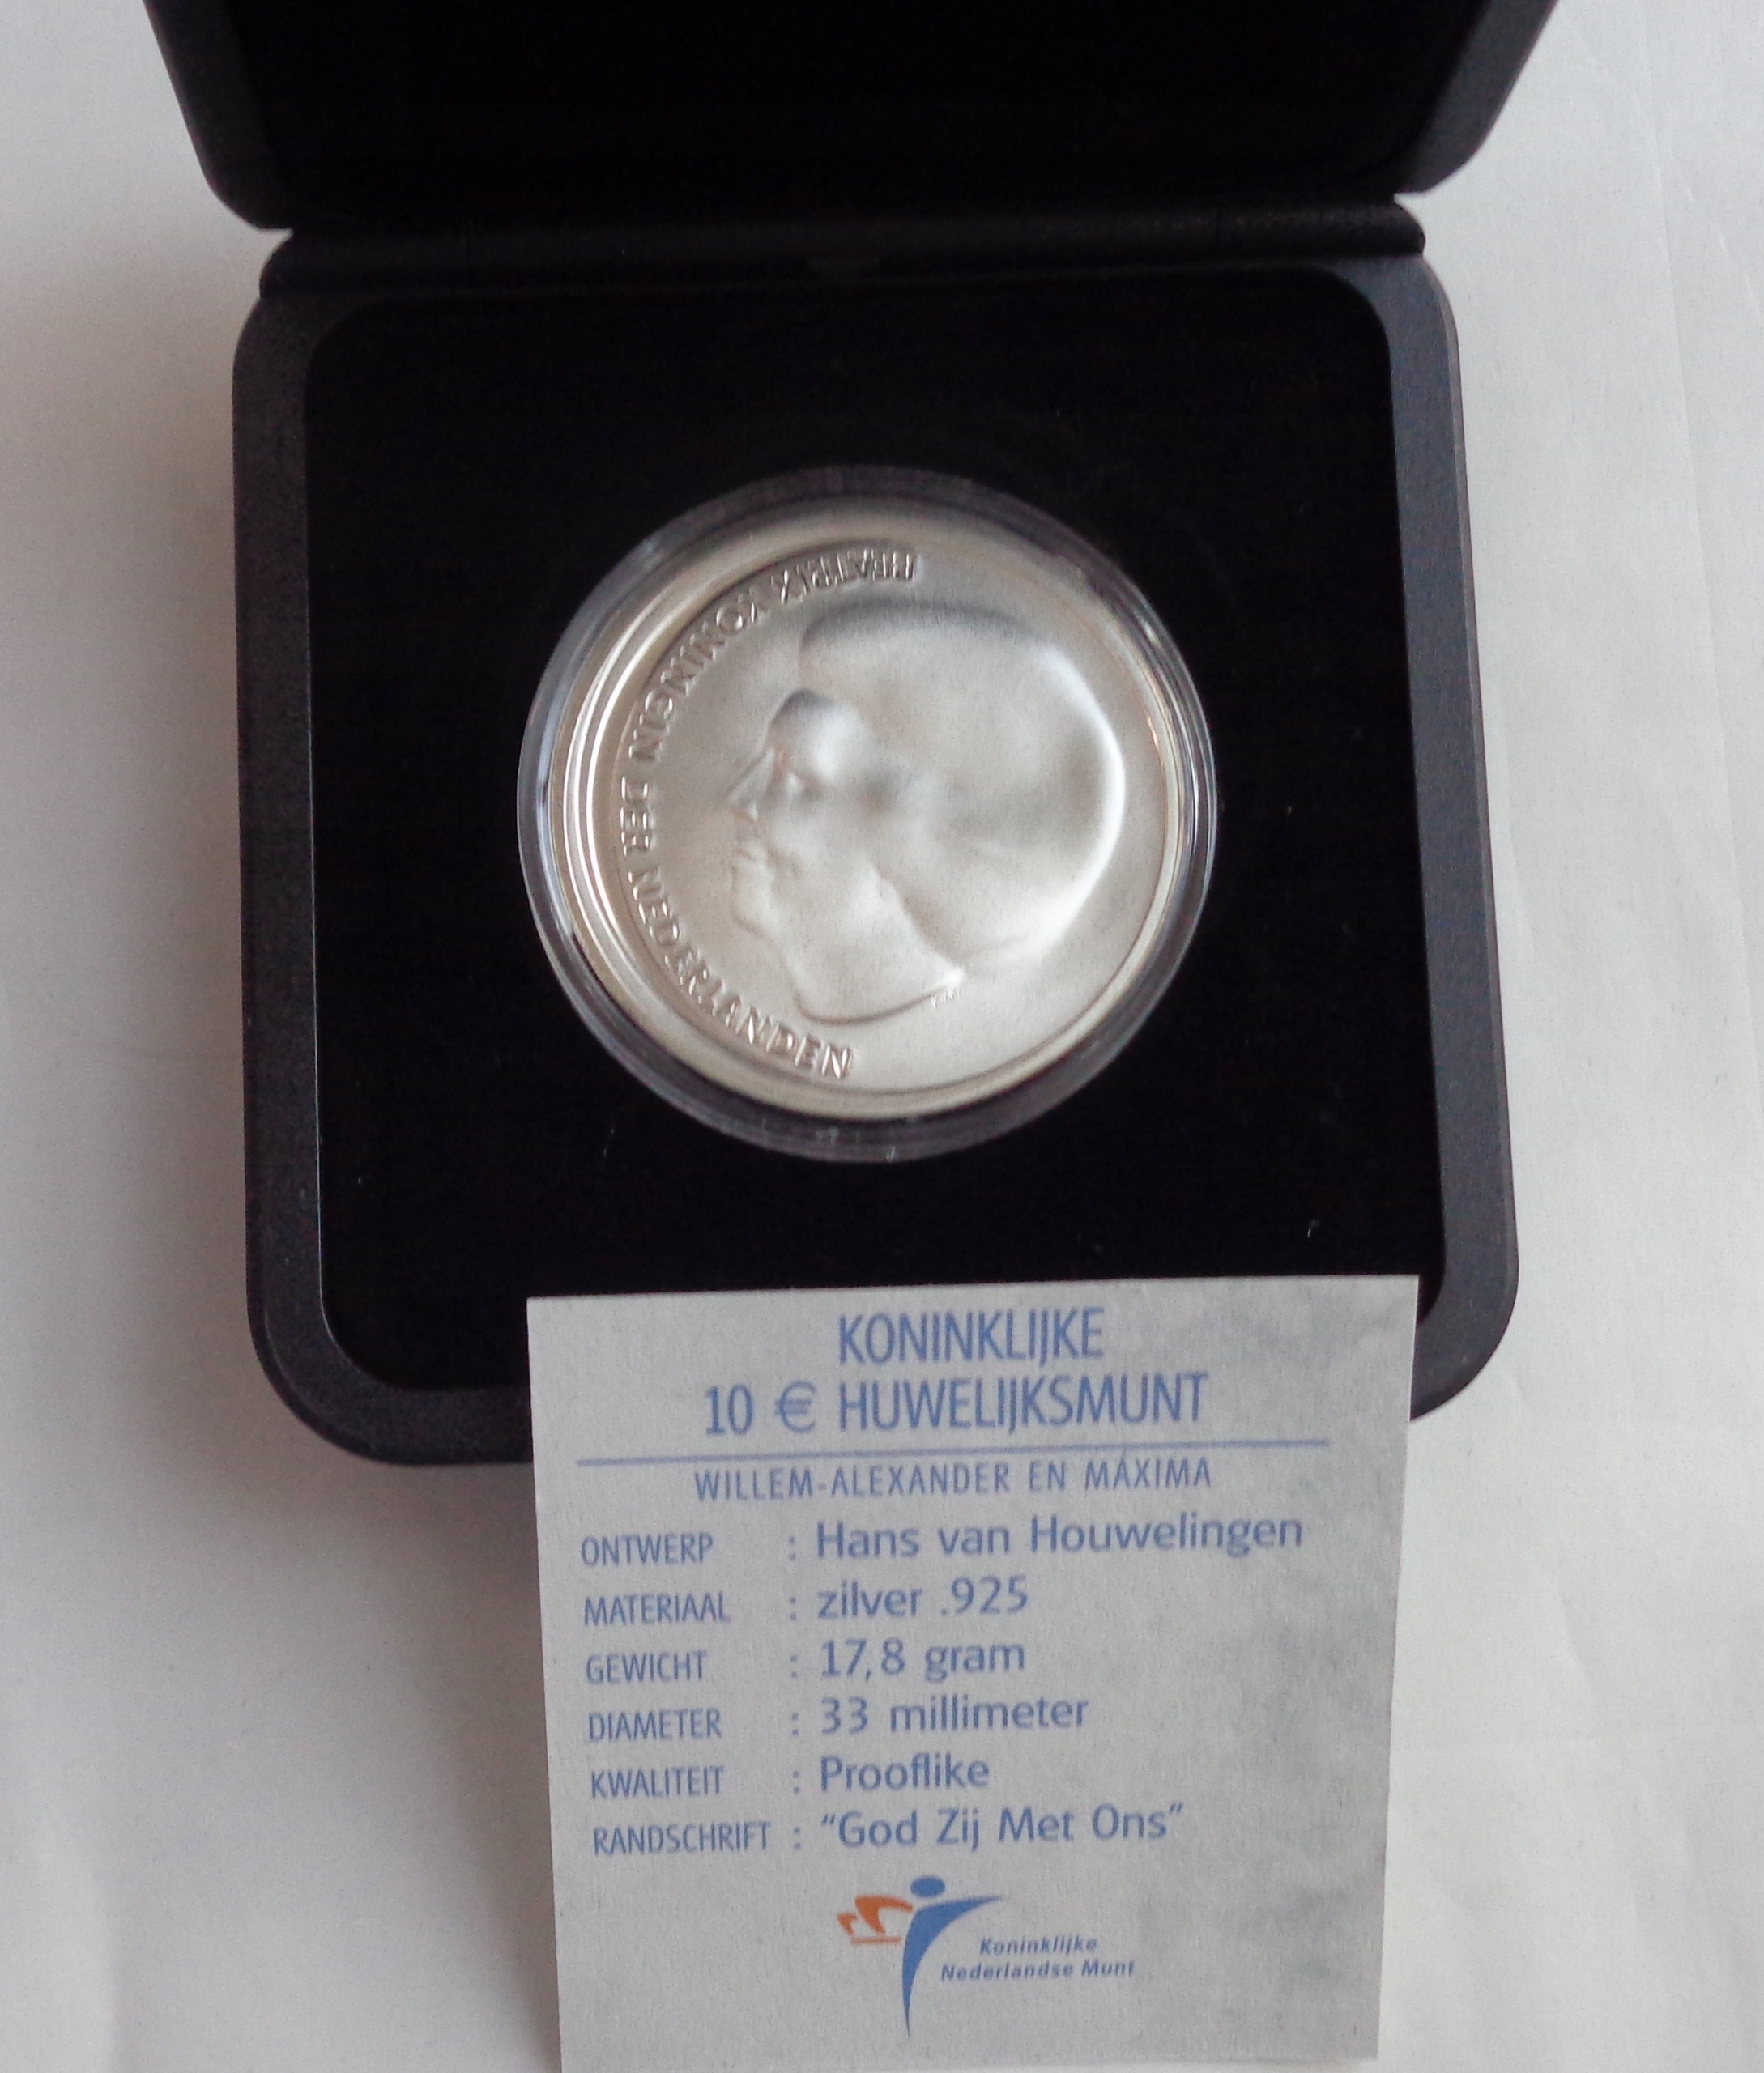 BEATRIX KONINGIN DER NEDERLANDEN
KONINKLIJKE
10 € HUWELIJKSMUNT
WILLEM-ALEXANDER EN MÁXIMA
ONTWERP : Hans van Houwelingen
MATERIAAL : zilver .925
GEWICHT : 17,8 gram
DIAMETER : 33 millimeter
KWALITEIT : Prooflike
RANDSCHRIFT : “God Zij Met Ons”
Koninklijke
Nederlandse Munt